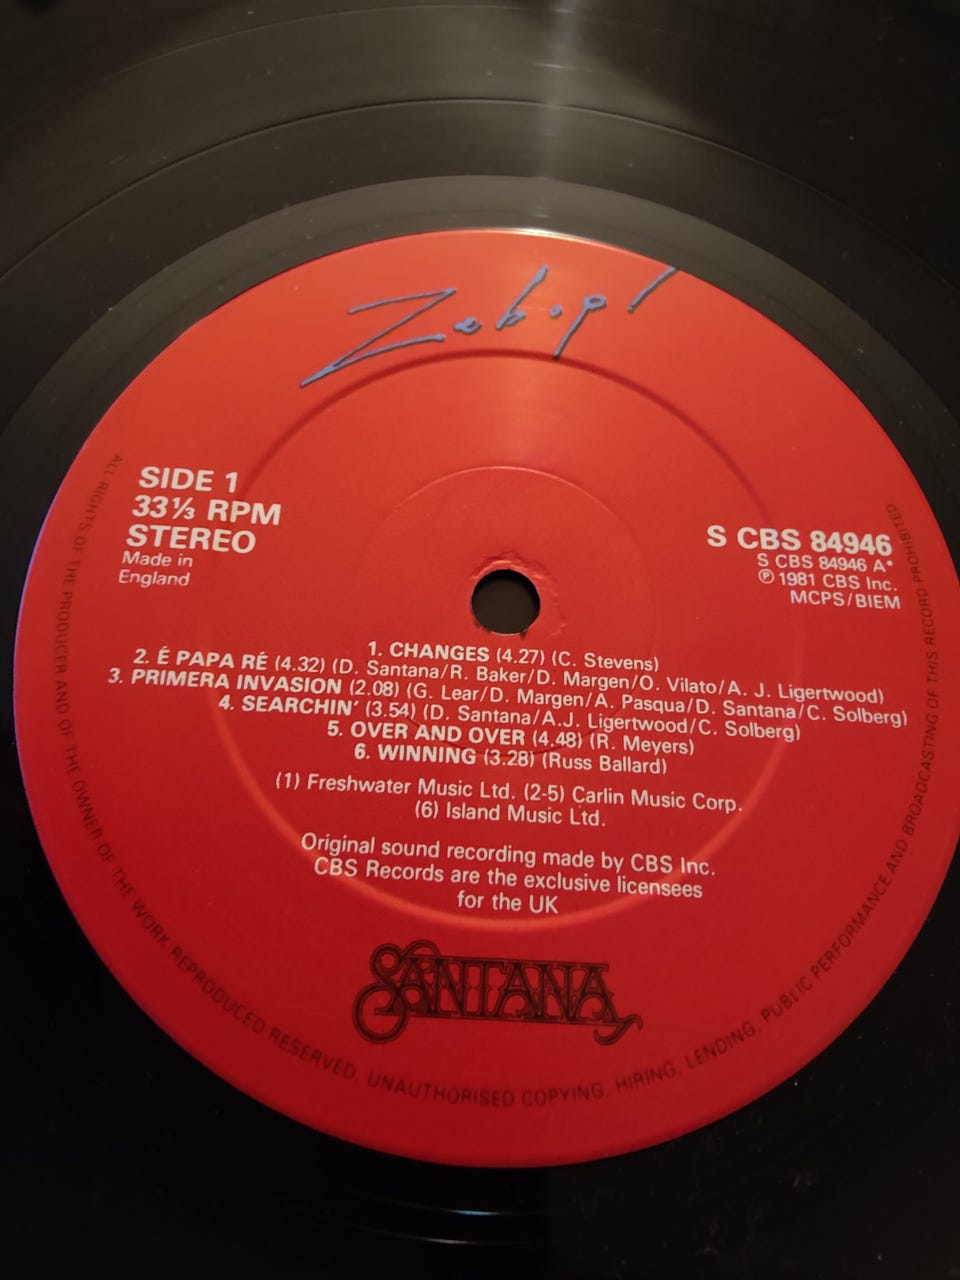 Zebop!
SIDE 1
33⅓ RPM
STEREO
Made in
England
S CBS 84946
S CBS 84946 A*
℗ 1981 CBS Inc.
MCPS/BIEM
1. CHANGES (4.27) (C. Stevens)
2. É PAPA RÉ (4.32) (D. Santana/R. Baker/D. Margen/O. Vilato/A. J. Ligertwood)
3. PRIMERA INVASION (2.08) (G. Lear/D. Margen/A. Pasqua/D. Santana/C. Solberg)
4. SEARCHIN' (3.54) (D. Santana/A.J. Ligertwood/C. Solberg)
5. OVER AND OVER (4.48) (R. Meyers)
6. WINNING (3.28) (Russ Ballard)
(1) Freshwater Music Ltd. (2-5) Carlin Music Corp.
(6) Island Music Ltd.
Original sound recording made by CBS Inc.
CBS Records are the exclusive licensees
for the UK
SANTANA
ALL RIGHTS OF THE PRODUCER AND OF THE OWNER OF THE WORK REPRODUCED RESERVED. UNAUTHORISED COPYING, HIRING, LENDING, PUBLIC PERFORMANCE AND BROADCASTING OF THIS RECORD PROHIBITED